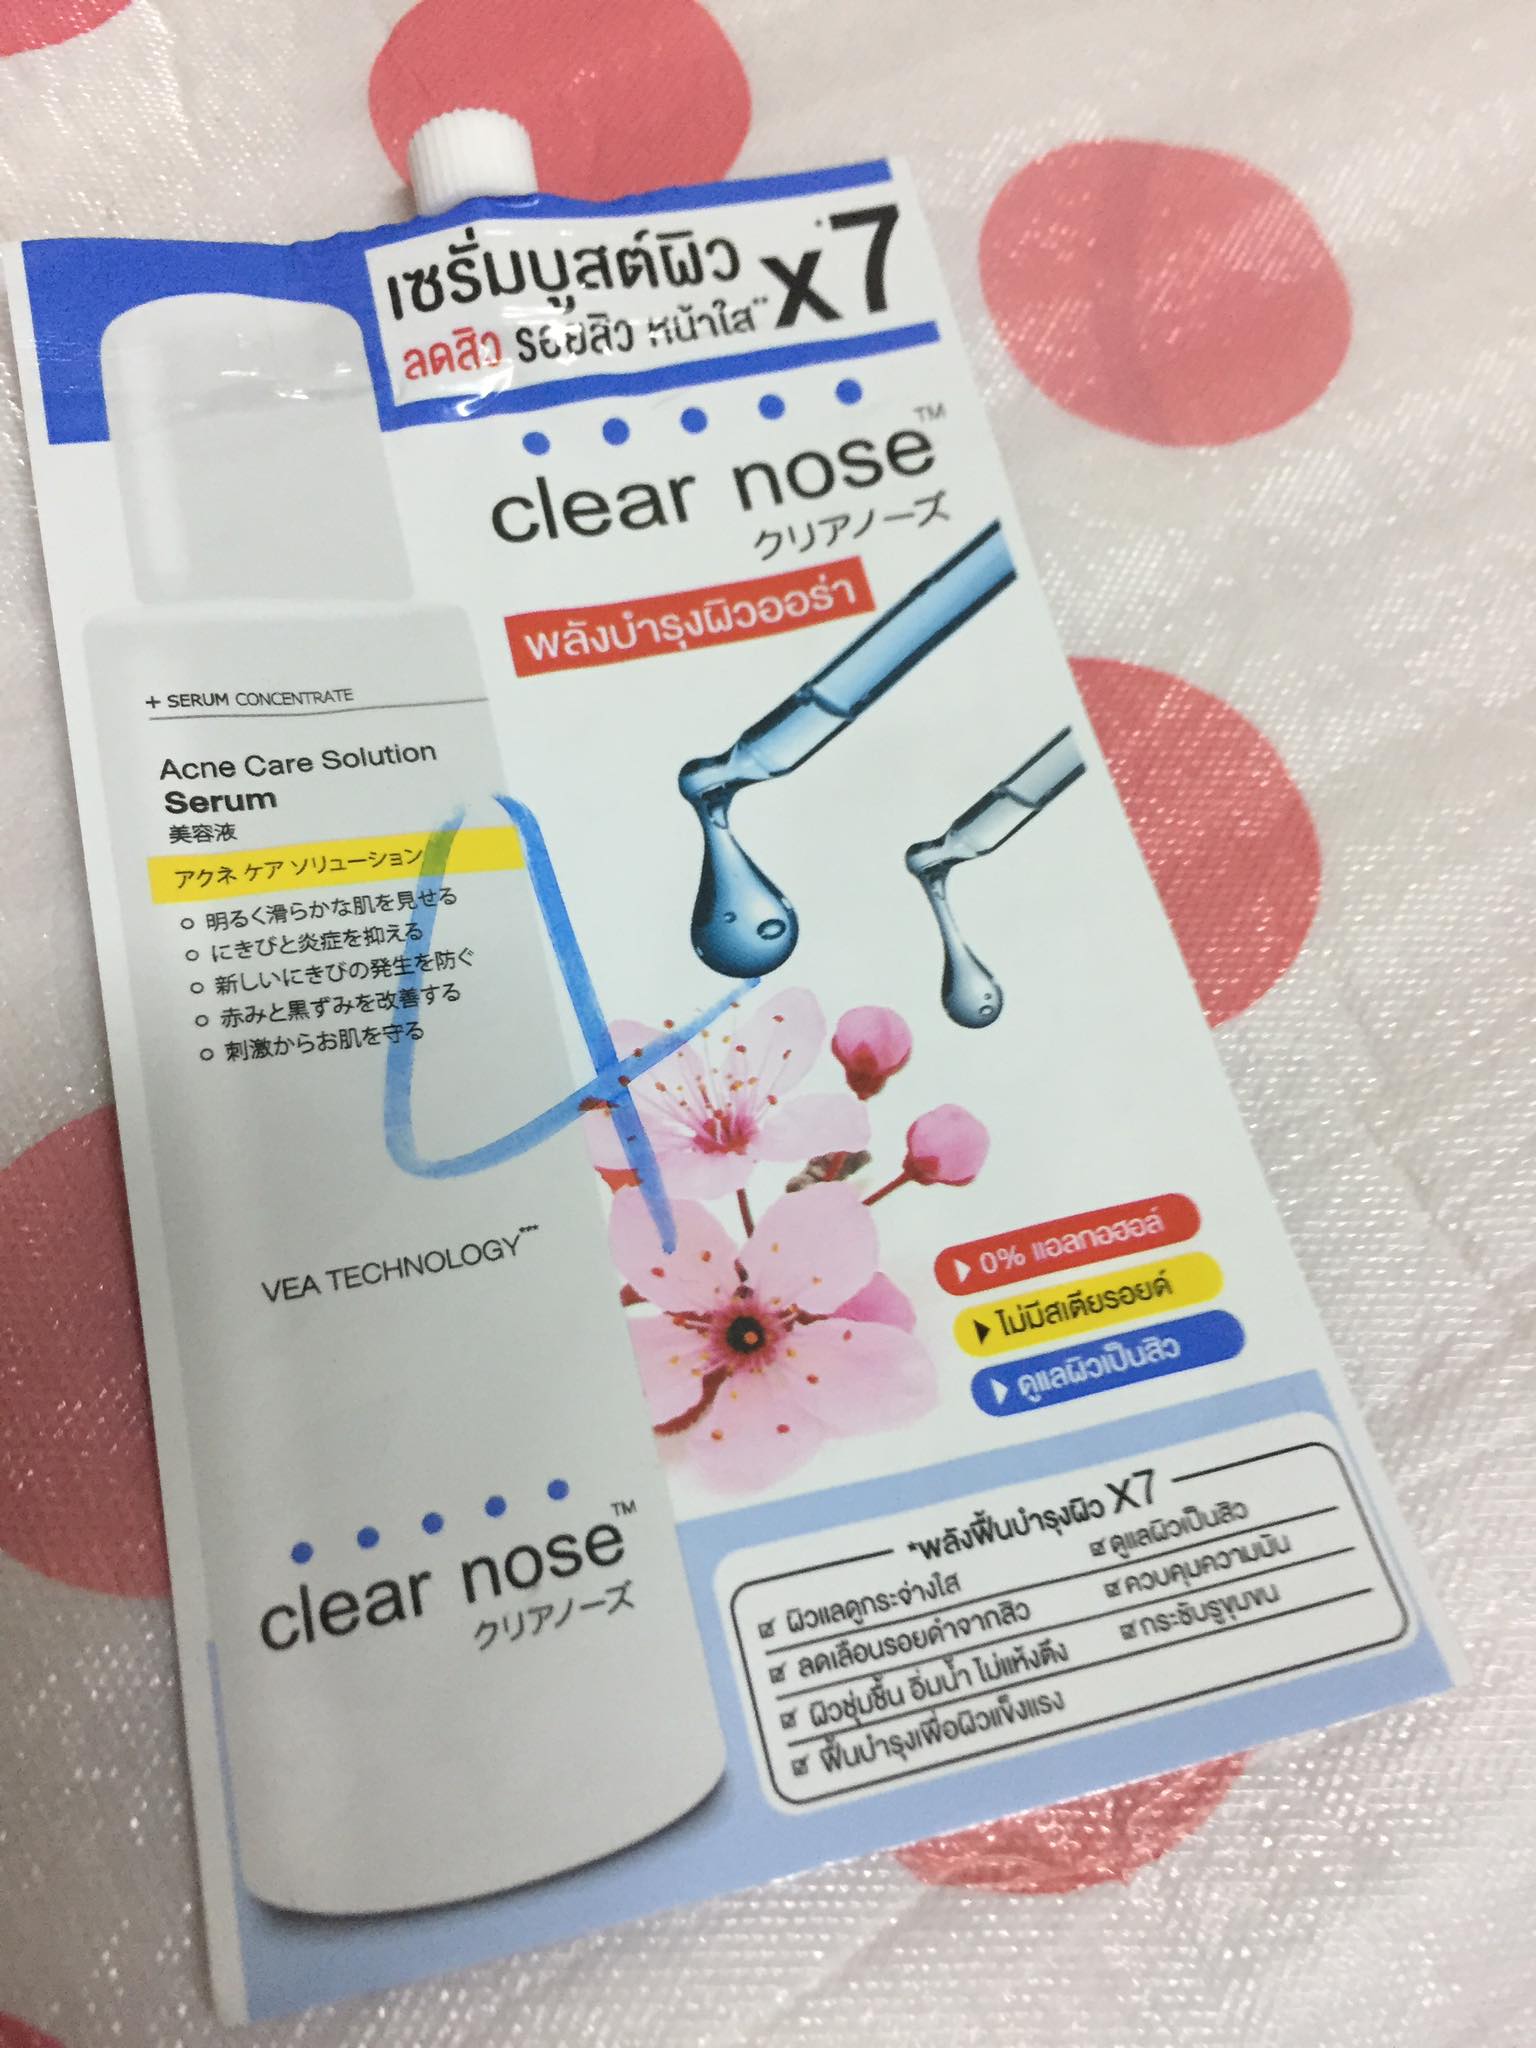 เซรั่มบูสต์ผิว x7
ลดสิว รอยสิว หน้าใส**
clear nose™
クリアノーズ
พลังบำรุงผิวออร่า
+ SERUM CONCENTRATE
Acne Care Solution
Serum
美容液
アクネ ケア ソリューション
○ 明るく滑らかな肌を見せる
○ にきびと炎症を抑える
○ 新しいにきびの発生を防ぐ
○ 赤みと黒ずみを改善する
○ 刺激からお肌を守る
4
VEA TECHNOLOGY***
clear nose™
クリアノーズ
0% แอลกอฮอล์
ไม่มีสเตียรอยด์
ดูแลผิวเป็นสิว
*พลังฟื้นบำรุงผิว X7
ผิวแลดูกระจ่างใส
ลดเลือนรอยดำจากสิว
ผิวชุ่มชื้น อิ่มน้ำ ไม่แห้งตึง
ฟื้นบำรุงเพื่อผิวแข็งแรง
ดูแลผิวเป็นสิว
ควบคุมความมัน
กระชับรูขุมขน